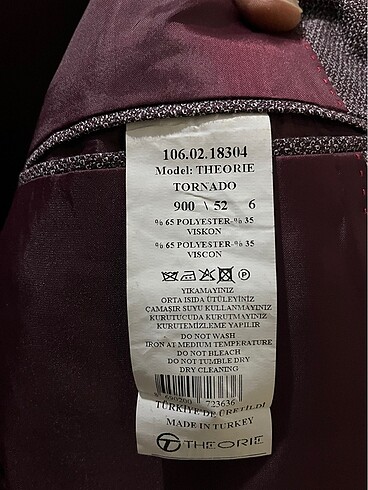 106.02.18304
Model: THEORIE
TORNADO
900 \ 52 6
% 65 POLYESTER-% 35
VISKON
% 65 POLYESTER-% 35
VISCON
YIKAMAYINIZ
ORTA ISIDA ÜTÜLEYİNİZ
ÇAMAŞIR SUYU KULLANMAYINIZ
KURUTUCUDA KURUTMAYINIZ
KURUTEMİZLEME YAPILIR
DO NOT WASH
IRON AT MEDIUM TEMPERATURE
DO NOT BLEACH
DO NOT TUMBLE DRY
DRY CLEANING
8 690200 723636
TÜRKİYE'DE ÜRETİLDİ
MADE IN TURKEY
THEORIE